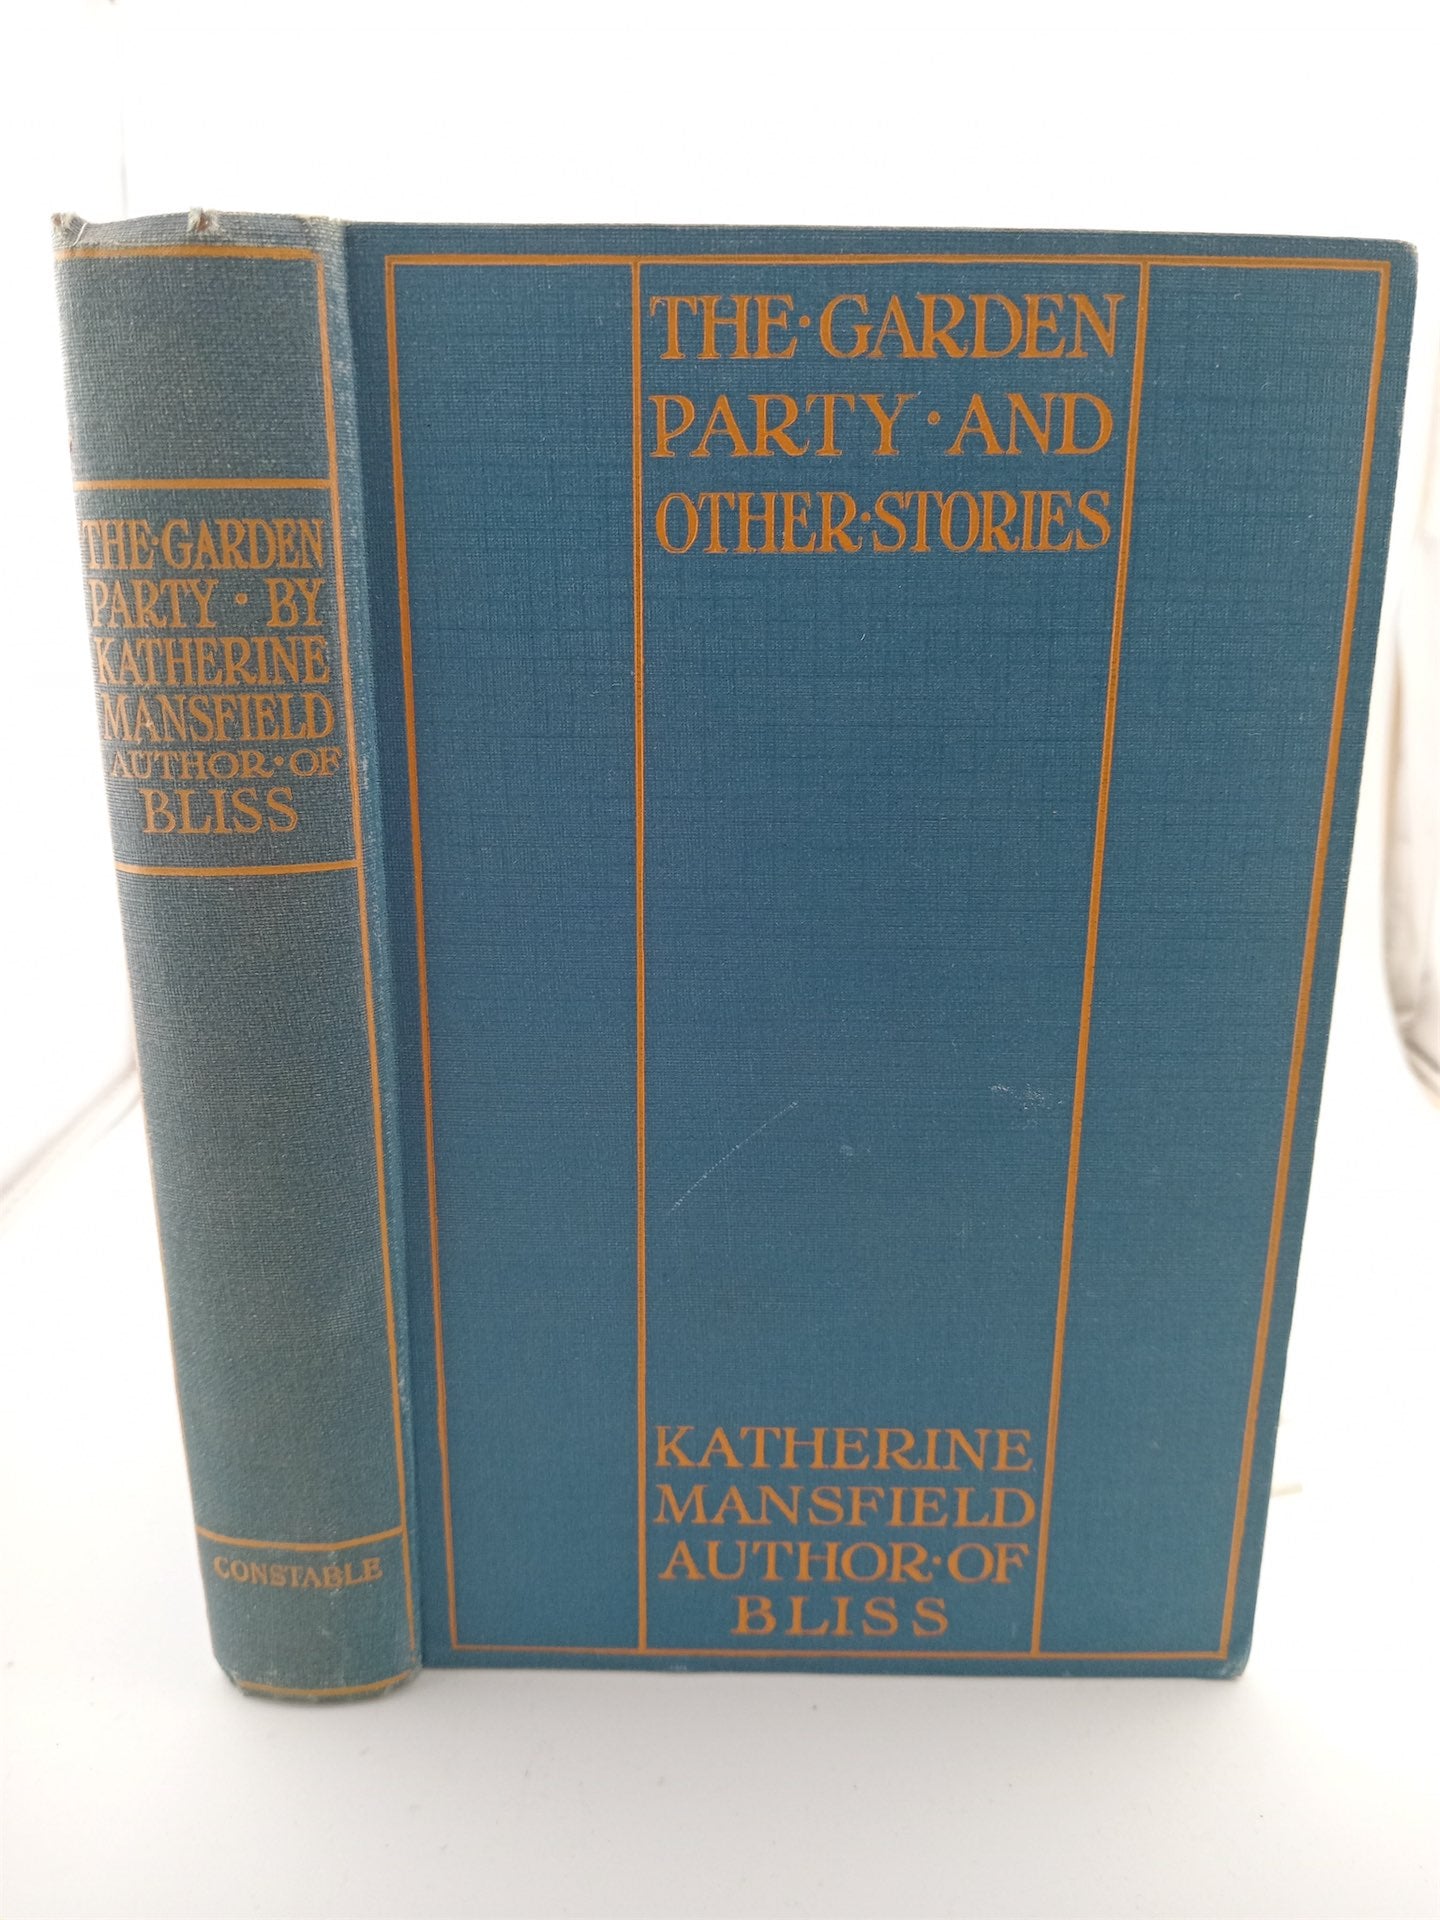 THE·GARDEN
PARTY·BY
KATHERINE
MANSFIELD
AUTHOR·OF
BLISS
CONSTABLE
THE·GARDEN
PARTY·AND
OTHER·STORIES
KATHERINE
MANSFIELD
AUTHOR·OF
BLISS